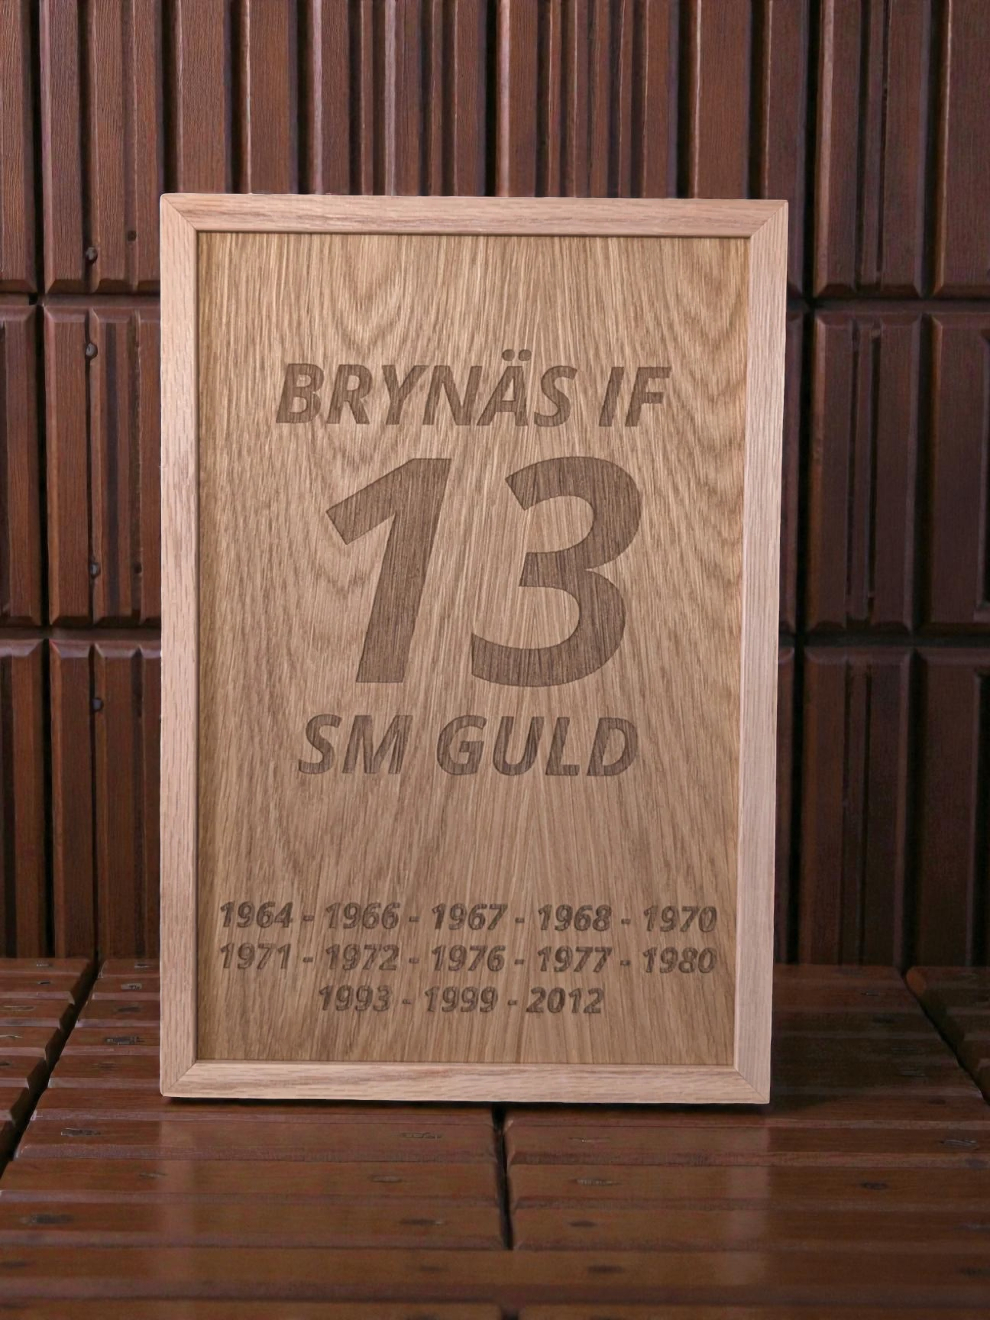 BRYNÄS IF
13
SM GULD
1964 - 1966 - 1967 - 1968 - 1970
1971 - 1972 - 1976 - 1977 - 1980
1993 - 1999 - 2012